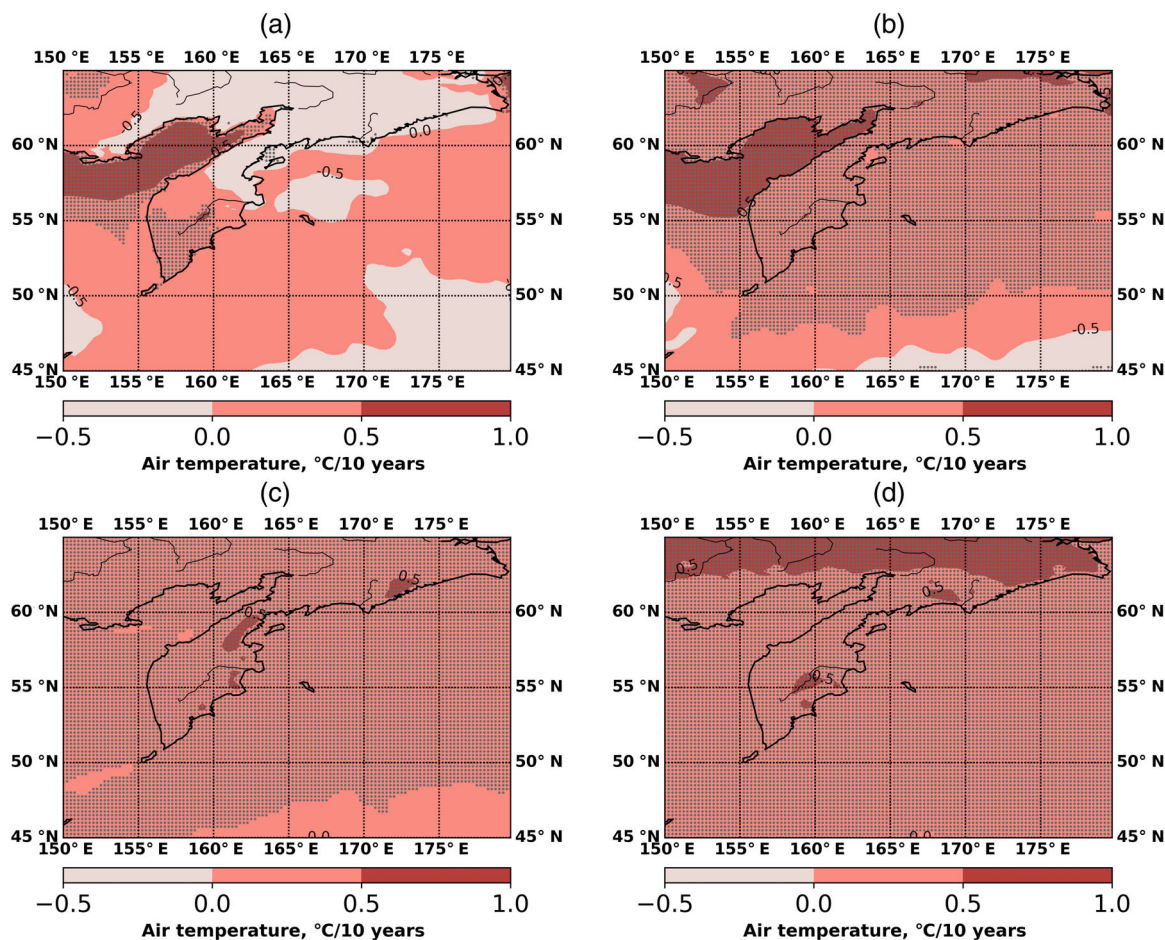 (a)
150° E 155° E 160° E 165° E 170° E 175° E
-0.5
0.5
0.0
60° N
-0.5
55° N
-0.5
50° N
45° N
150° E 155° E 160° E 165° E 170° E 175° E
−0.5 0.0 0.5 1.0
Air temperature, °C/10 years
(b)
150° E 155° E 160° E 165° E 170° E 175° E
60° N 60° N
0.5
55° N 55° N
50° N 50° N
-0.5
45° N 45° N
150° E 155° E 160° E 165° E 170° E 175° E
−0.5 0.0 0.5 1.0
Air temperature, °C/10 years
(c)
150° E 155° E 160° E 165° E 170° E 175° E
0.5
60° N 60° N
0.5
55° N 55° N
50° N 50° N
45° N 0.0 45° N
150° E 155° E 160° E 165° E 170° E 175° E
−0.5 0.0 0.5 1.0
Air temperature, °C/10 years
(d)
150° E 155° E 160° E 165° E 170° E 175° E
0.5
0.5
60° N 60° N
0.5
55° N 55° N
50° N 50° N
45° N 0.0 45° N
150° E 155° E 160° E 165° E 170° E 175° E
−0.5 0.0 0.5 1.0
Air temperature, °C/10 years